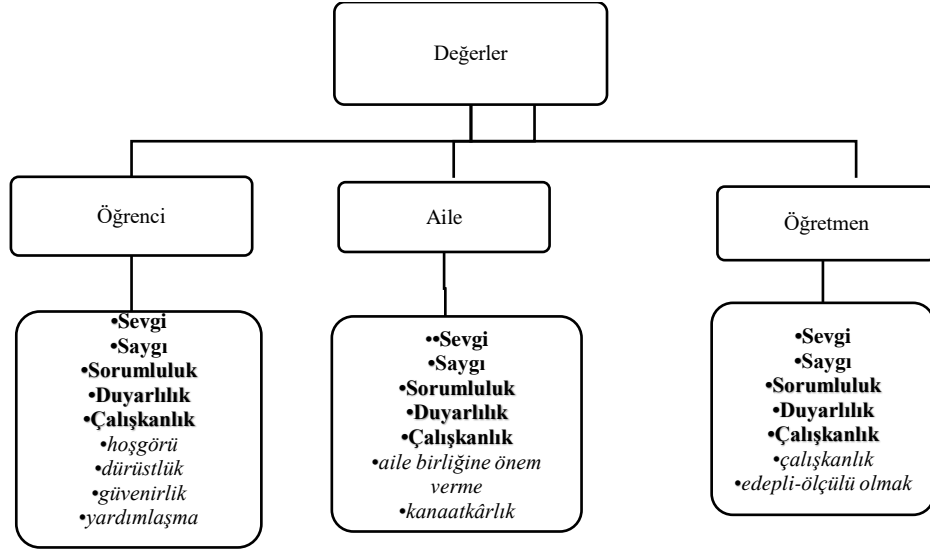 Değerler
Öğrenci
Aile
Öğretmen
•Sevgi
•Saygı
•Sorumluluk
•Duyarlılık
•Çalışkanlık
•hoşgörü
•dürüstlük
•güvenirlik
•yardımlaşma
••Sevgi
•Saygı
•Sorumluluk
•Duyarlılık
•Çalışkanlık
•aile birliğine önem
verme
•kanaatkârlık
•Sevgi
•Saygı
•Sorumluluk
•Duyarlılık
•Çalışkanlık
•çalışkanlık
•edepli-ölçülü olmak